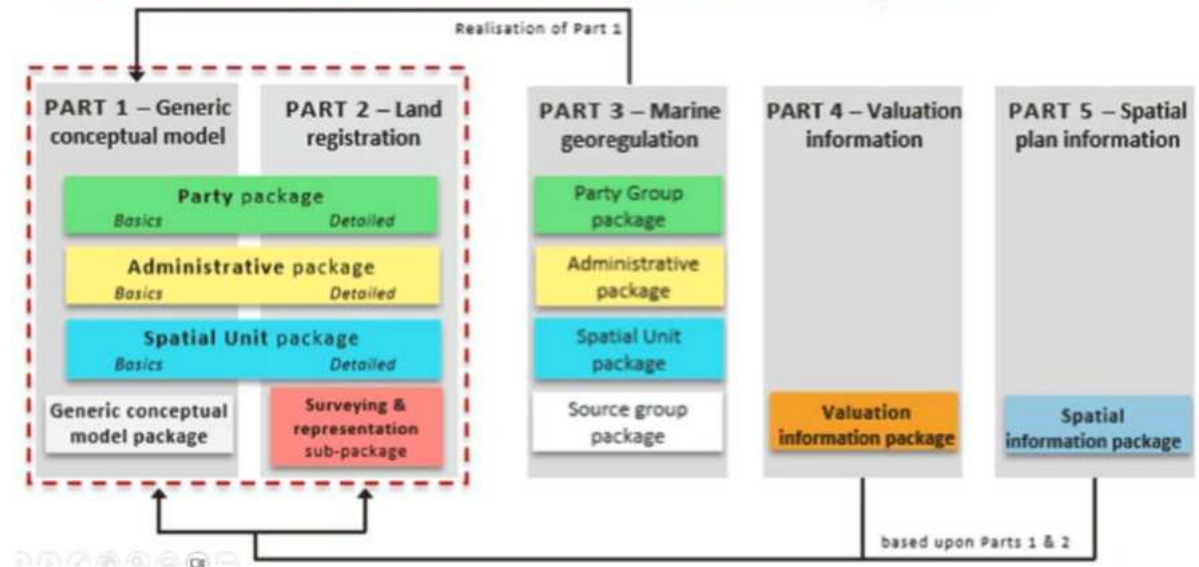 Realisation of Part 1
PART 1 – Generic
conceptual model
PART 2 – Land
registration
PART 3 – Marine
georegulation
PART 4 – Valuation
information
PART 5 – Spatial
plan information
Party package
Basics
Detailed
Administrative package
Basics
Detailed
Spatial Unit package
Basics
Detailed
Generic conceptual
model package
Surveying &
representation
sub-package
Party Group
package
Administrative
package
Spatial Unit
package
Source group
package
Valuation
information package
Spatial
information package
based upon Parts 1 & 2